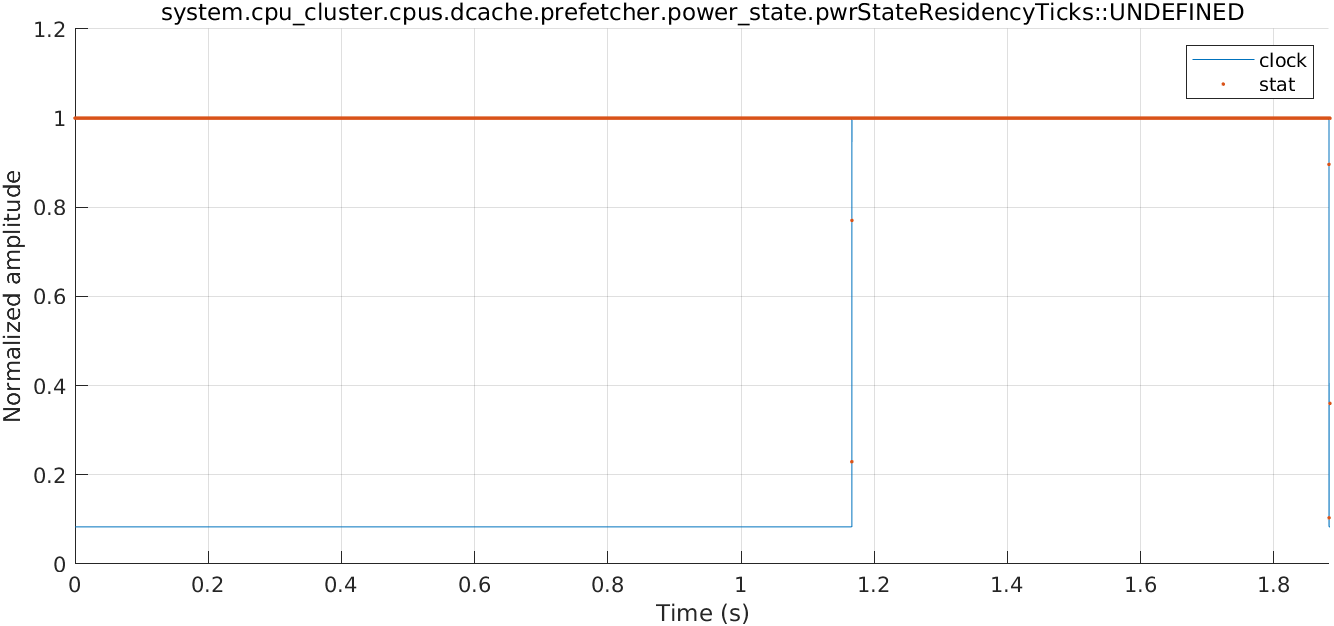 system.cpu_cluster.cpus.dcache.prefetcher.power_state.pwrStateResidencyTicks::UNDEFINED
1.2
1
0.8
0.6
0.4
0.2
0
Normalized amplitude
clock
stat
0 0.2 0.4 0.6 0.8 1 1.2 1.4 1.6 1.8
Time (s)